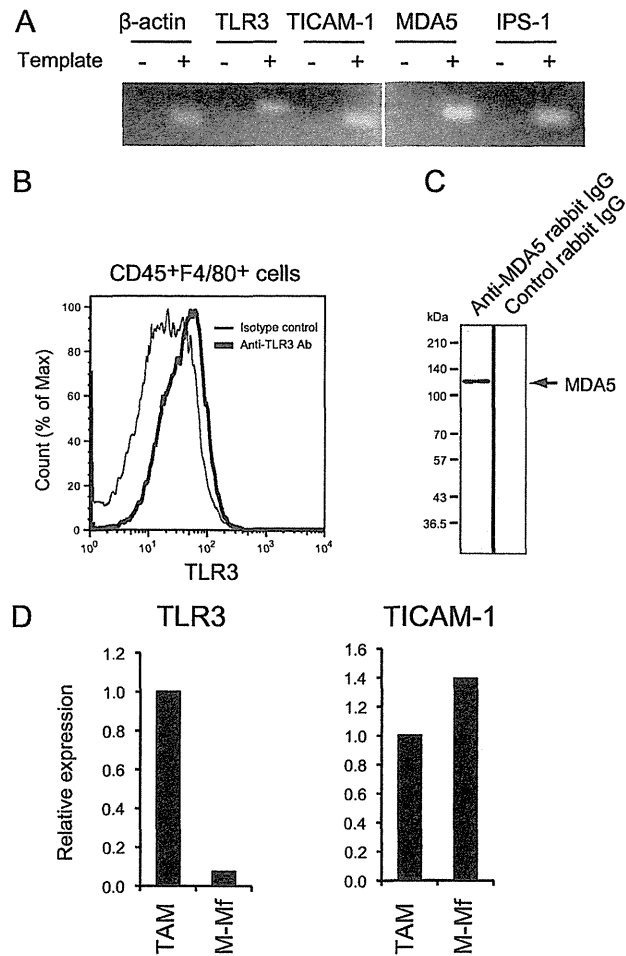 A
β-actin TLR3 TICAM-1 MDA5 IPS-1
Template - + - + - + - + - +
B
CD45+F4/80+ cells
Count (% of Max)
100
80
60
40
20
0
Isotype control
Anti-TLR3 Ab
10⁰ 10¹ 10² 10³ 10⁴
TLR3
C
Anti-MDA5 rabbit IgG
Control rabbit IgG
kDa
210
140
100
70
57
43
36.5
MDA5
D
TLR3
Relative expression
1.2
1.0
0.8
0.6
0.4
0.2
0.0
TAM
M-Mf
TICAM-1
1.6
1.4
1.2
1.0
0.8
0.6
0.4
0.2
0.0
TAM
M-Mf